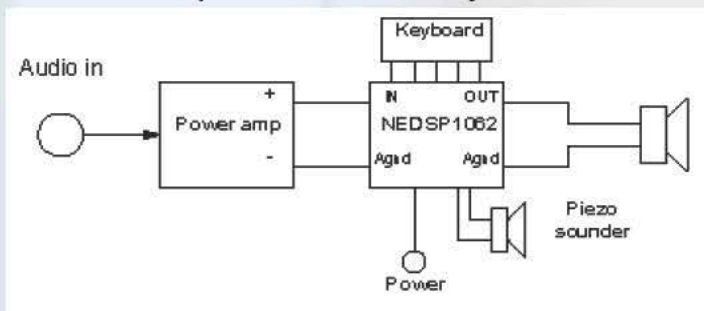 Keyboard
Audio in
+
IN OUT
Power amp
NEDSP1062
-
Agnd Agnd
Piezo
sounder
Power